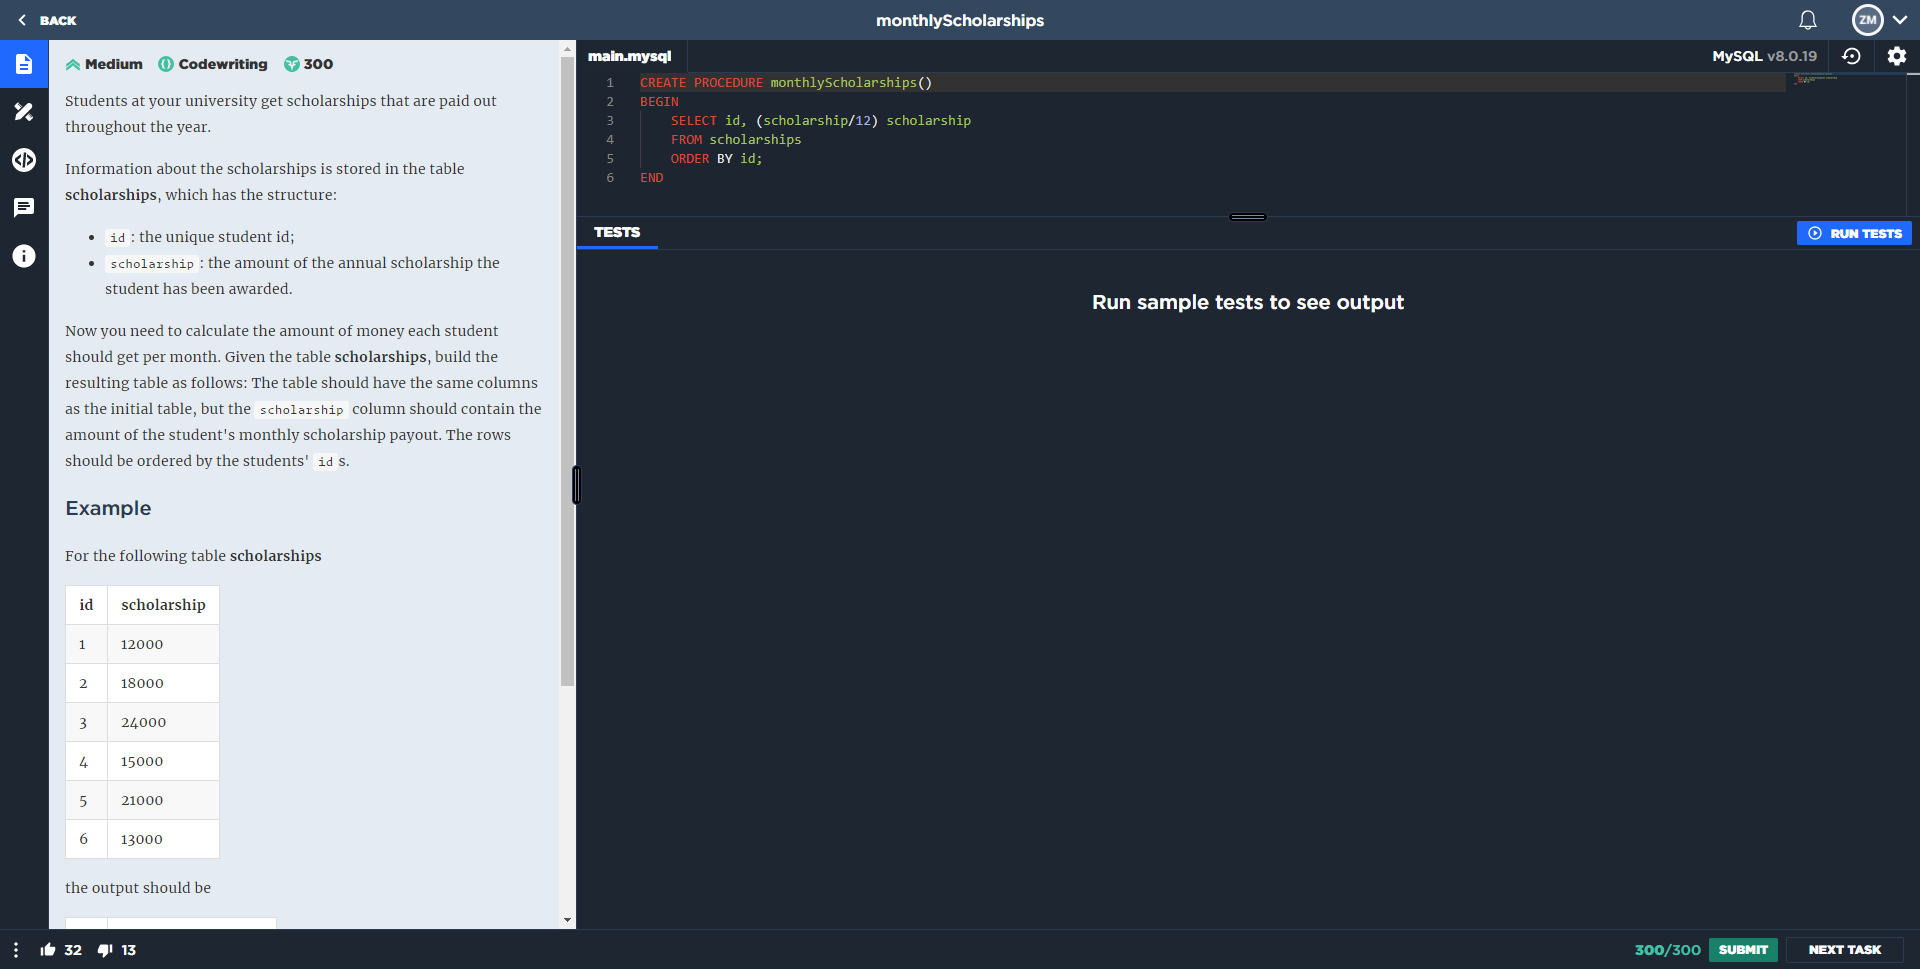 BACK
monthlyScholarships
ZM
Medium Codewriting 300
Students at your university get scholarships that are paid out
throughout the year.
Information about the scholarships is stored in the table
scholarships, which has the structure:
• id : the unique student id;
• scholarship : the amount of the annual scholarship the
student has been awarded.
Now you need to calculate the amount of money each student
should get per month. Given the table scholarships, build the
resulting table as follows: The table should have the same columns
as the initial table, but the scholarship column should contain the
amount of the student's monthly scholarship payout. The rows
should be ordered by the students' id s.
Example
For the following table scholarships
id scholarship
1 12000
2 18000
3 24000
4 15000
5 21000
6 13000
the output should be
main.mysql
MySQL v8.0.19
1 CREATE PROCEDURE monthlyScholarships()
2 BEGIN
3 SELECT id, (scholarship/12) scholarship
4 FROM scholarships
5 ORDER BY id;
6 END
TESTS
RUN TESTS
Run sample tests to see output
32 13
300/300 SUBMIT NEXT TASK